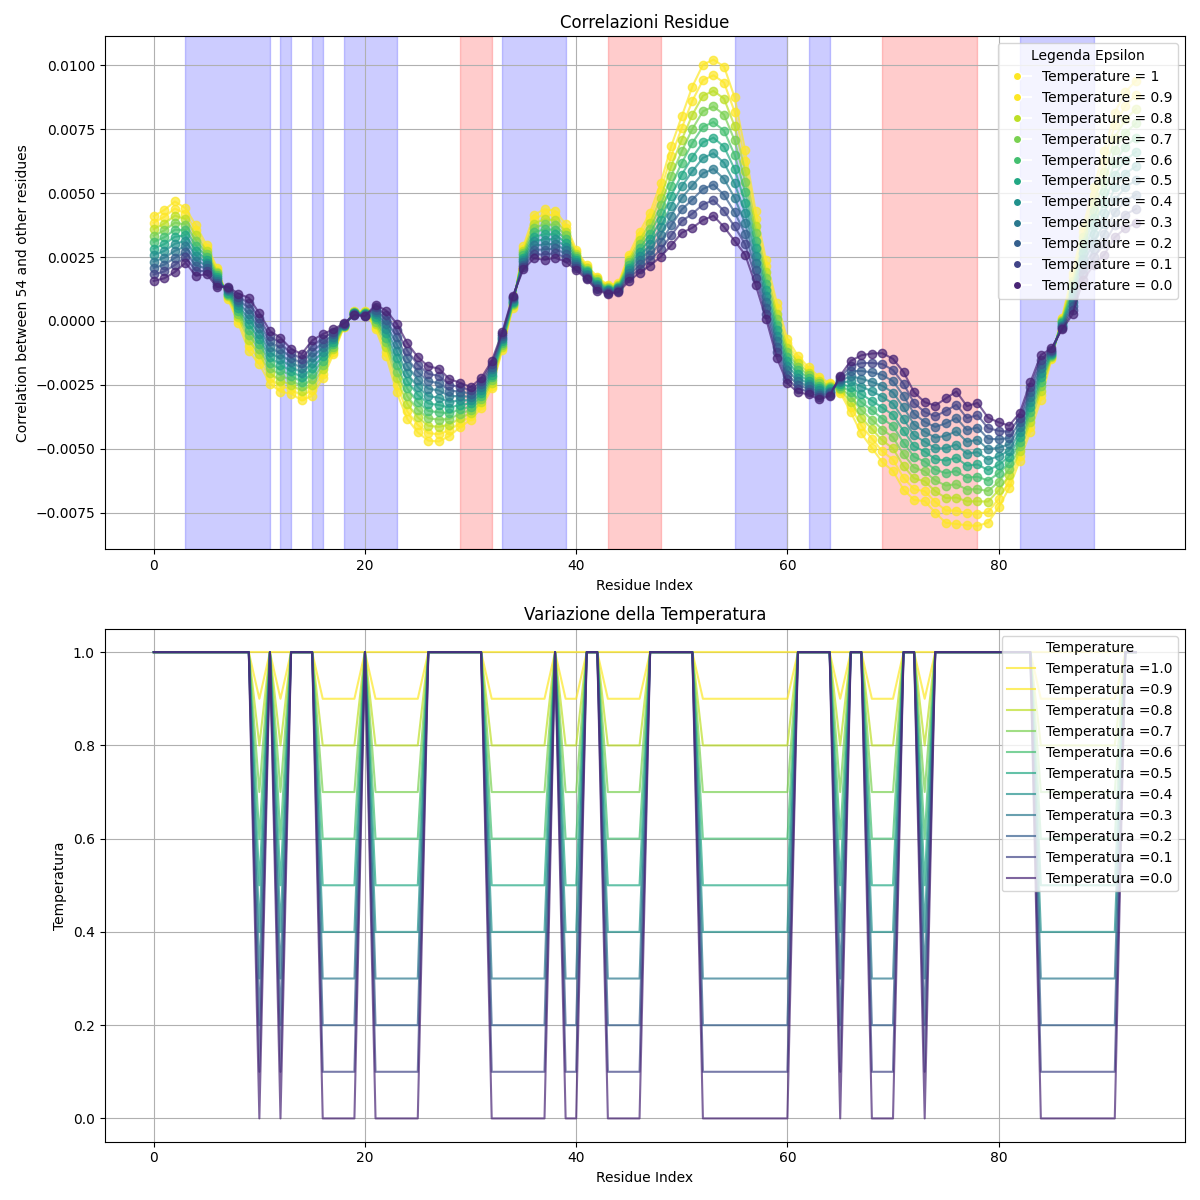 Correlazioni Residue
Correlation between 54 and other residues
0.0100
0.0075
0.0050
0.0025
0.0000
−0.0025
−0.0050
−0.0075
Legenda Epsilon
Temperature = 1
Temperature = 0.9
Temperature = 0.8
Temperature = 0.7
Temperature = 0.6
Temperature = 0.5
Temperature = 0.4
Temperature = 0.3
Temperature = 0.2
Temperature = 0.1
Temperature = 0.0
0 20 40 60 80
Residue Index
Variazione della Temperatura
Temperatura
1.0
0.8
0.6
0.4
0.2
0.0
Temperature
Temperatura =1.0
Temperatura =0.9
Temperatura =0.8
Temperatura =0.7
Temperatura =0.6
Temperatura =0.5
Temperatura =0.4
Temperatura =0.3
Temperatura =0.2
Temperatura =0.1
Temperatura =0.0
0 20 40 60 80
Residue Index